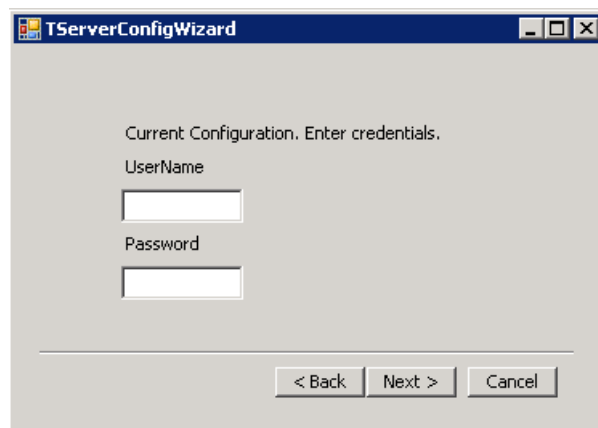 TServerConfigWizard
Current Configuration. Enter credentials.
UserName
Password
< Back Next > Cancel